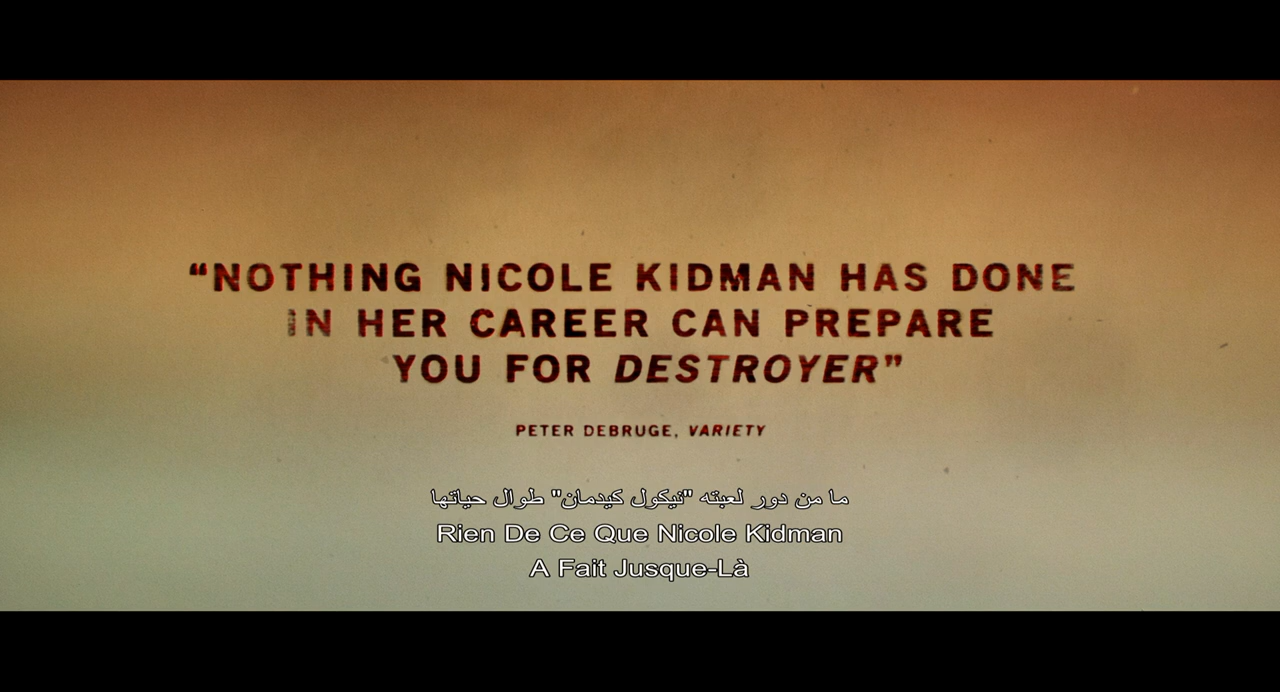 “NOTHING NICOLE KIDMAN HAS DONE
IN HER CAREER CAN PREPARE
YOU FOR DESTROYER”
PETER DEBRUGE, VARIETY
ما من دور لعبته "نيكول كيدمان" طوال حياتها
Rien De Ce Que Nicole Kidman
A Fait Jusque-Là